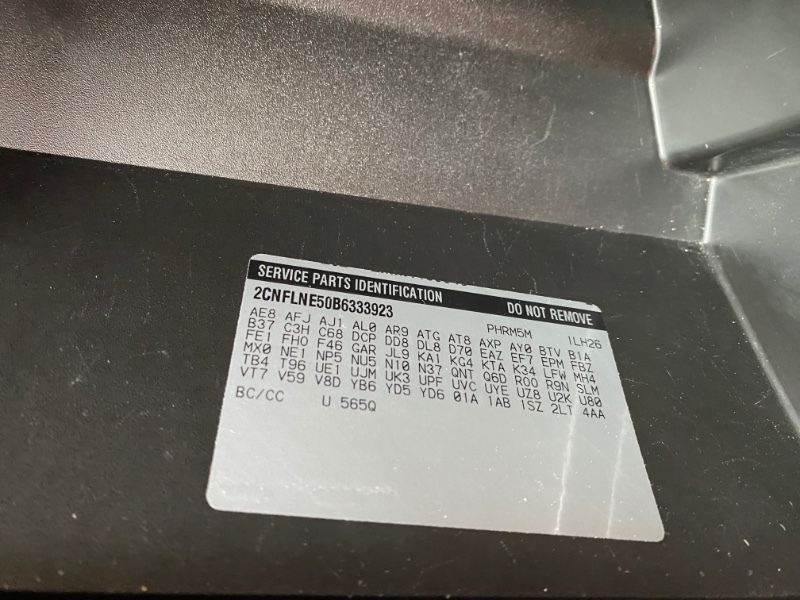 SERVICE PARTS IDENTIFICATION DO NOT REMOVE
2CNFLNE50B6333923 PHRM5M 1LH26
AE8 AFJ AJ1 AL0 AR9 ATG AT8 AXP AY0 BTV B1A
B37 C3H C68 DCP DD8 DL8 D70 EAZ EF7 EPM FBZ
FE1 FHO F46 GAR JL9 KA1 KG4 KTA K34 LFW MH4
MX0 NE1 NP5 NU5 N10 N37 QNT Q6D R00 R9N SLM
TB4 T96 UE1 UJM UK3 UPF UVC UYE UZ8 U2K U80
VT7 V59 V8D YB6 YD5 YD6 01A 1AB 1SZ 2LT 4AA
BC/CC U 565Q